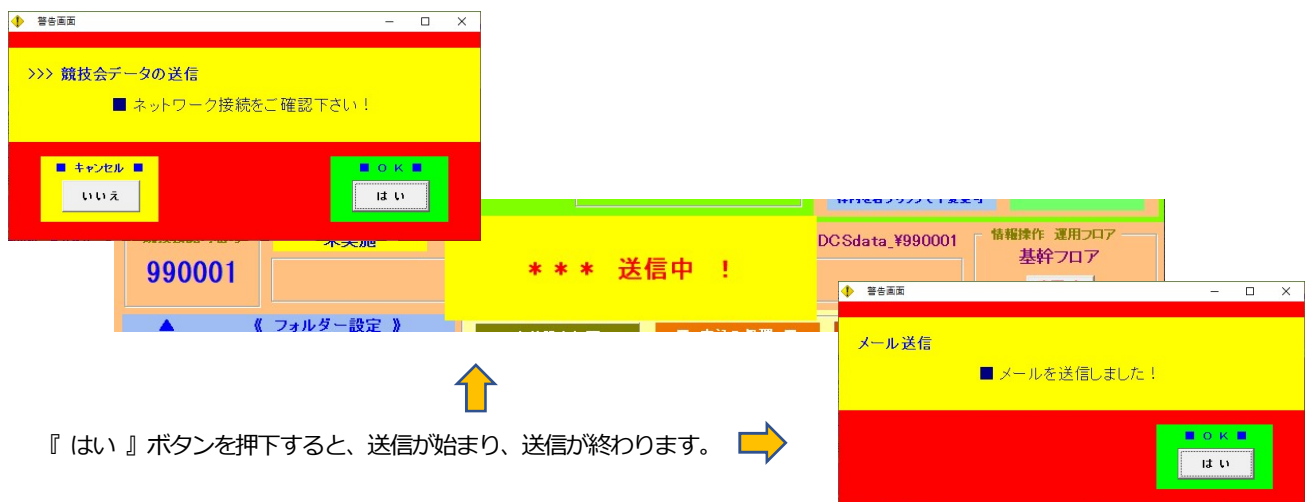 警告画面
>>> 競技会データの送信
■ ネットワーク接続をご確認下さい！
■ キャンセル ■
いいえ
■ ＯＫ ■
はい
990001
＊＊＊ 送信中 ！
DCSdata_¥990001
情報操作 運用フロア
基幹フロア
▲ 《 フォルダー設定 》
警告画面
メール送信
■ メールを送信しました！
■ ＯＫ ■
はい
『 はい 』ボタンを押下すると、送信が始まり、送信が終わります。